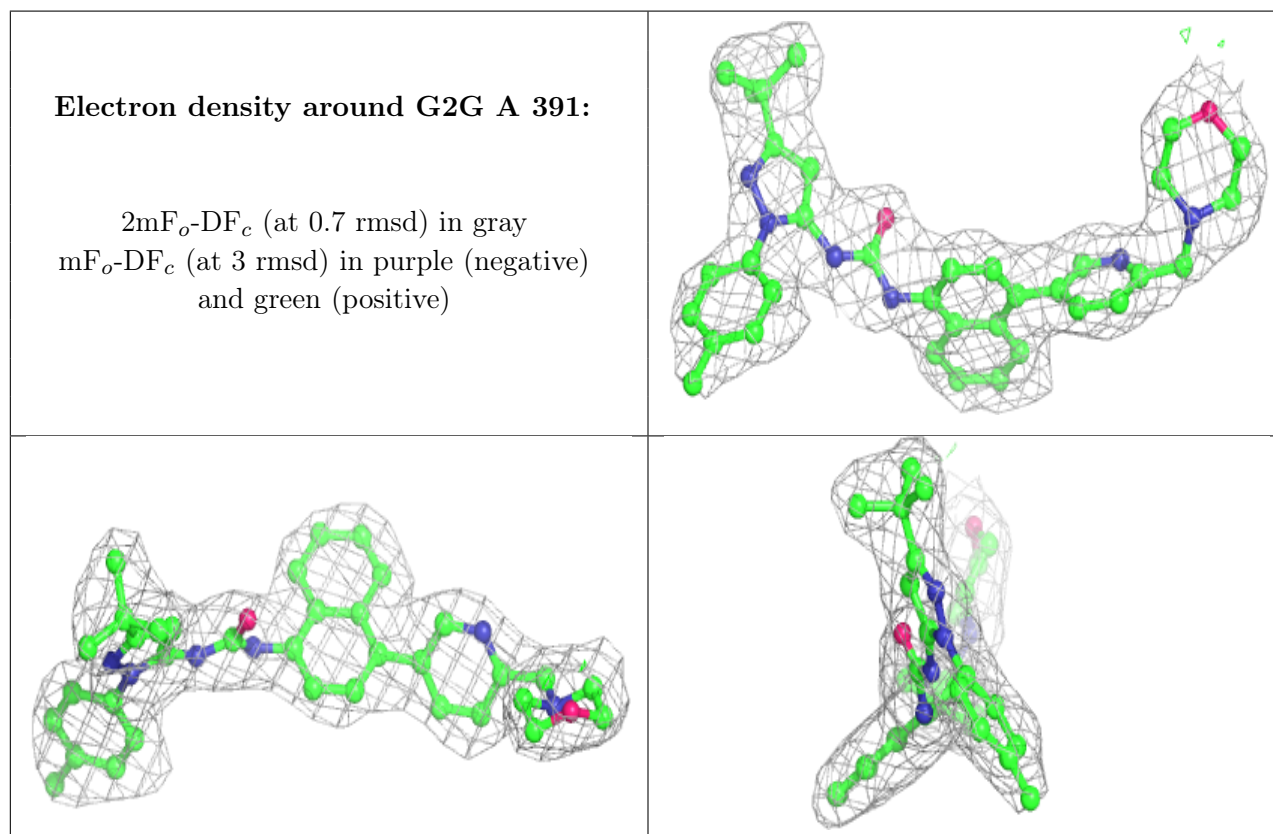 Electron density around G2G A 391:
2mFₒ-DF𝒸 (at 0.7 rmsd) in gray
mFₒ-DF𝒸 (at 3 rmsd) in purple (negative)
and green (positive)